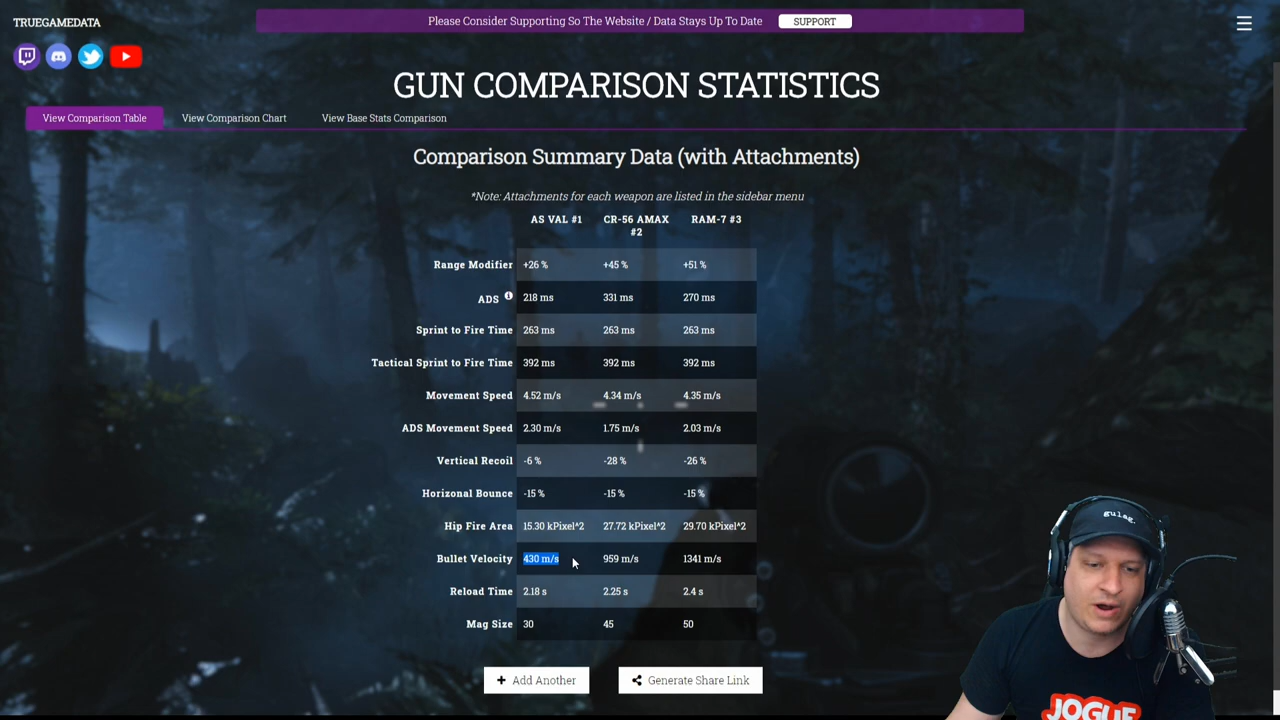 TRUEGAMEDATA
Please Consider Supporting So The Website / Data Stays Up To Date
SUPPORT
GUN COMPARISON STATISTICS
View Comparison Table View Comparison Chart View Base Stats Comparison
Comparison Summary Data (with Attachments)
*Note: Attachments for each weapon are listed in the sidebar menu
AS VAL #1 CR-56 AMAX #2 RAM-7 #3
Range Modifier +26 % +45 % +51 %
ADS 218 ms 331 ms 270 ms
Sprint to Fire Time 263 ms 263 ms 263 ms
Tactical Sprint to Fire Time 392 ms 392 ms 392 ms
Movement Speed 4.52 m/s 4.34 m/s 4.35 m/s
ADS Movement Speed 2.30 m/s 1.75 m/s 2.03 m/s
Vertical Recoil -6 % -28 % -26 %
Horizonal Bounce -15 % -15 % -15 %
Hip Fire Area 15.30 kPixel^2 27.72 kPixel^2 29.70 kPixel^2
Bullet Velocity 430 m/s 959 m/s 1341 m/s
Reload Time 2.18 s 2.25 s 2.4 s
Mag Size 30 45 50
+ Add Another
Generate Share Link
gulag.
JOGUE